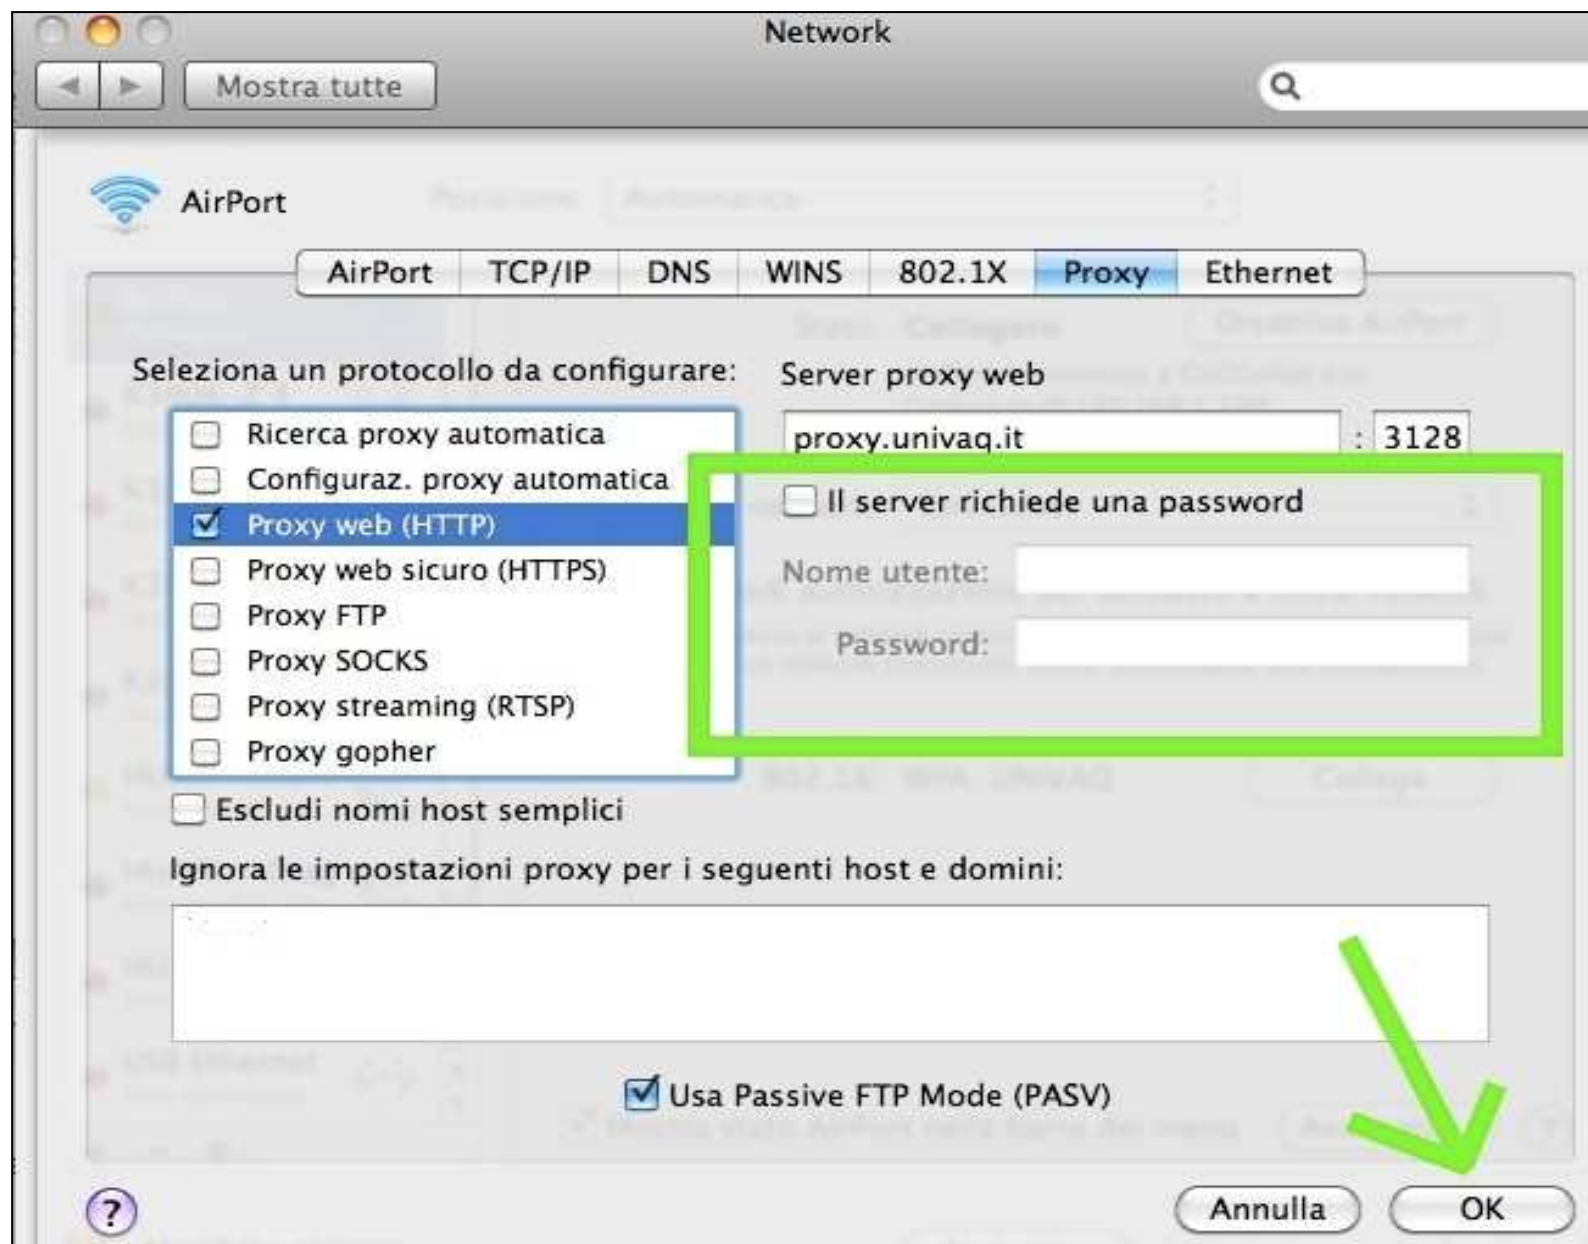 Network
Mostra tutte
AirPort
AirPort TCP/IP DNS WINS 802.1X Proxy Ethernet
Seleziona un protocollo da configurare:
Ricerca proxy automatica
Configuraz. proxy automatica
Proxy web (HTTP)
Proxy web sicuro (HTTPS)
Proxy FTP
Proxy SOCKS
Proxy streaming (RTSP)
Proxy gopher
Server proxy web
proxy.univaq.it : 3128
Il server richiede una password
Nome utente:
Password:
Escludi nomi host semplici
Ignora le impostazioni proxy per i seguenti host e domini:
Usa Passive FTP Mode (PASV)
?
Annulla OK